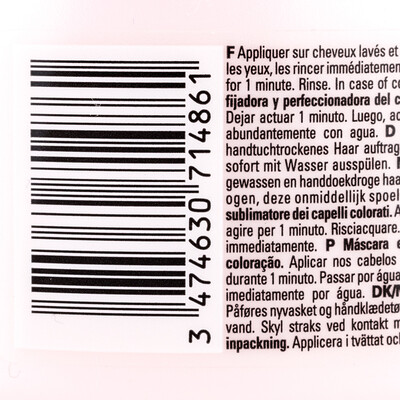 3 474630 714861
F Appliquer sur cheveux lavés et
les yeux, les rincer immédiatemen
for 1 minute. Rinse. In case of co
fijadora y perfeccionadora del c
Dejar actuar 1 minuto. Luego, ac
abundantemente con agua. D
handtuchtrockenes Haar auftrag
sofort mit Wasser ausspülen.
gewassen en handdoekdroge haa
ogen, deze onmiddellijk spoel
sublimatore dei capelli colorati. A
agire per 1 minuto. Risciacquare.
immediatamente. P Máscara e
coloração. Aplicar nos cabelos
durante 1 minuto. Passar por água
imediatamente por água. DK/N
Påføres nyvasket og håndklædetø
vand. Skyl straks ved kontakt m
inpackning. Applicera i tvättat oc